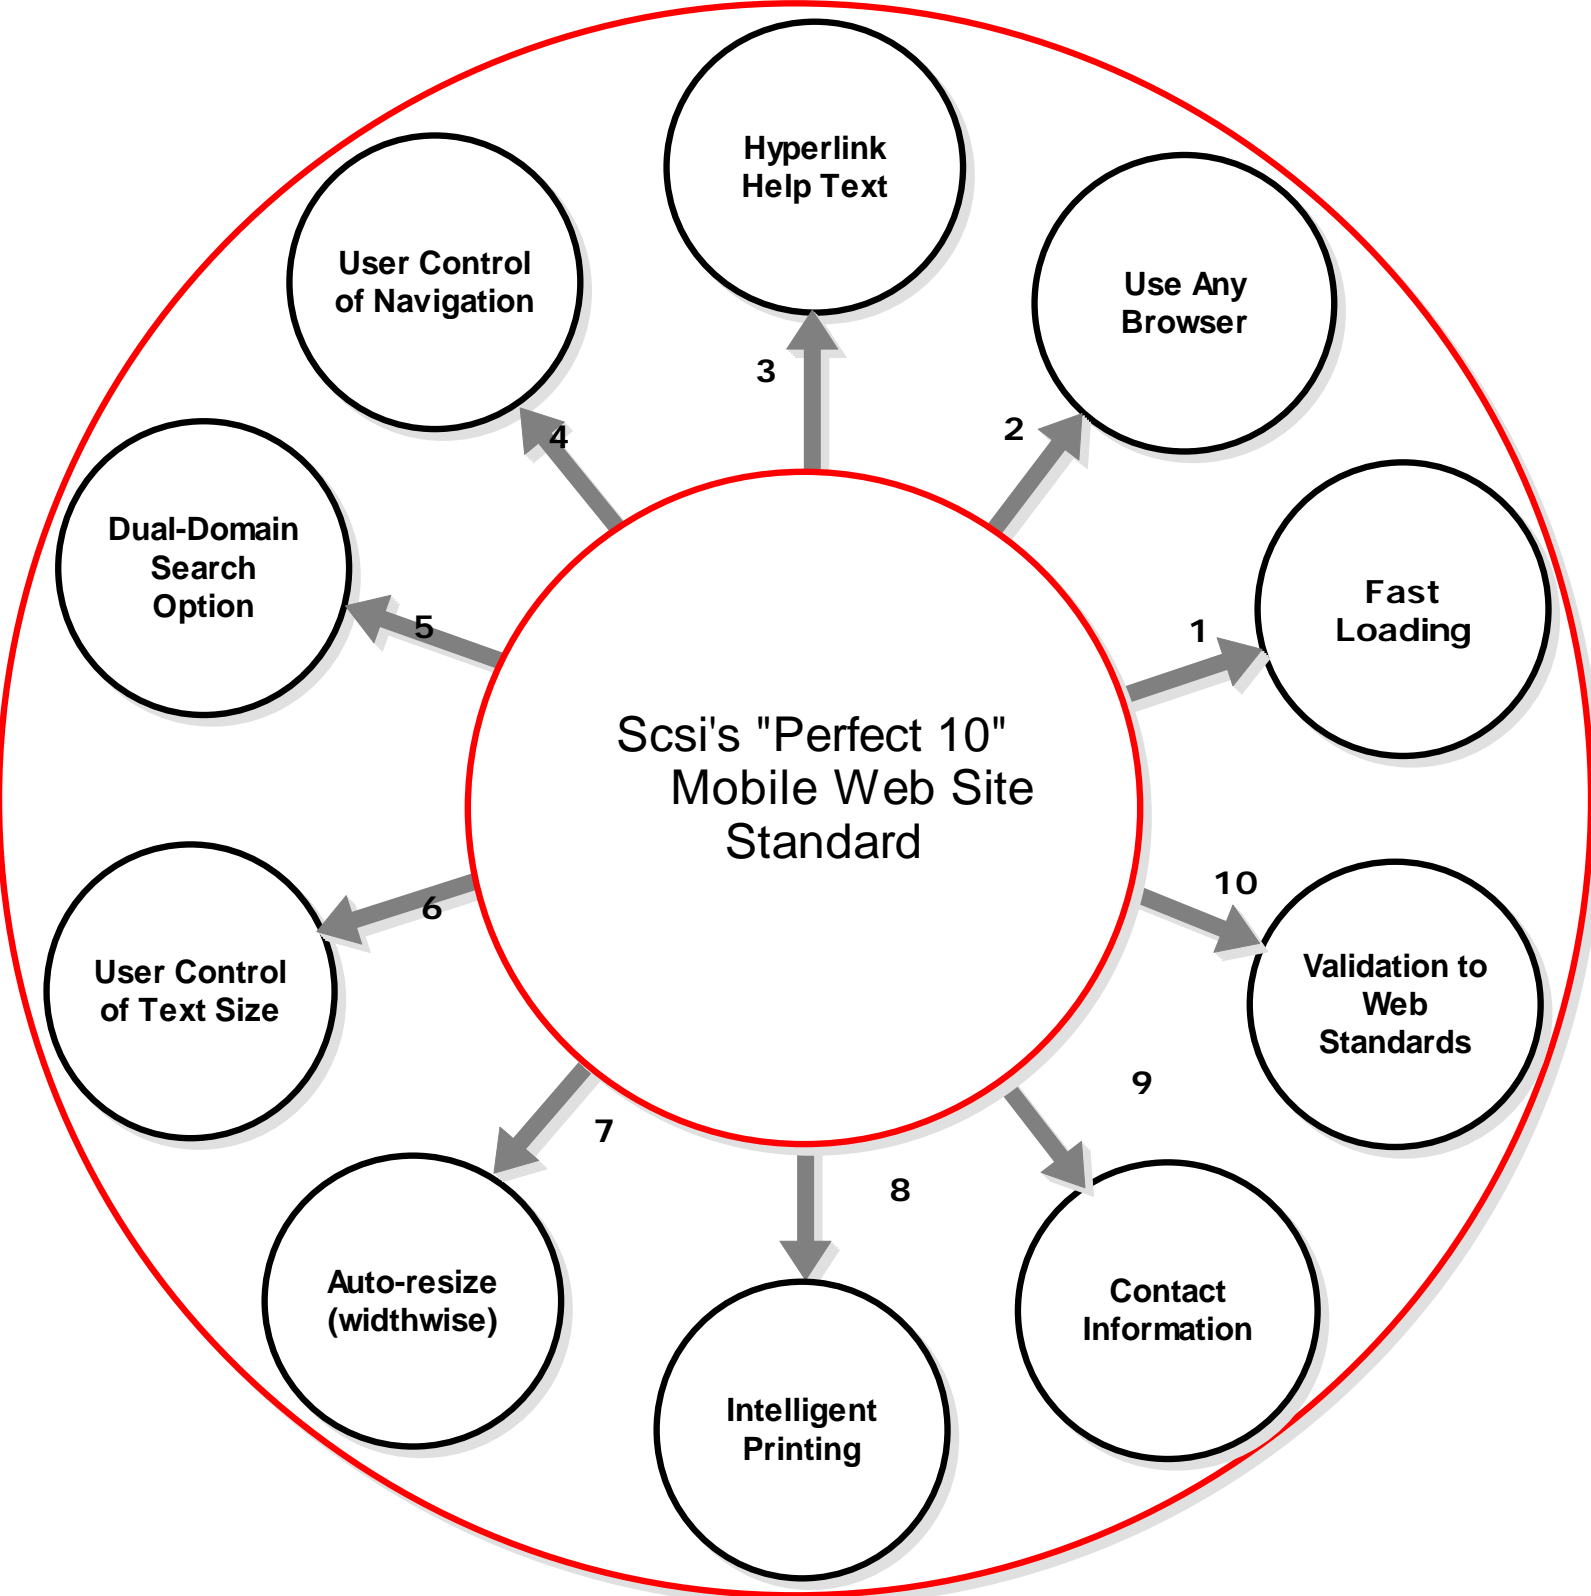 Hyperlink
Help Text
User Control
of Navigation
Use Any
Browser
3
2
4
Dual-Domain
Search
Option
Fast
Loading
5
1
Scsi's "Perfect 10"
Mobile Web Site
Standard
10
6
User Control
of Text Size
Validation to
Web
Standards
9
7
8
Auto-resize
(widthwise)
Contact
Information
Intelligent
Printing